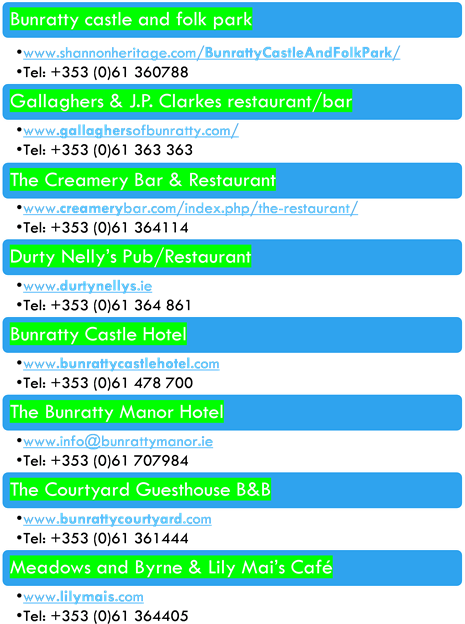 Bunratty castle and folk park
•www.shannonheritage.com/BunrattyCastleAndFolkPark/
•Tel: +353 (0)61 360788
Gallaghers & J.P. Clarkes restaurant/bar
•www.gallaghersofbunratty.com/
•Tel: +353 (0)61 363 363
The Creamery Bar & Restaurant
•www.creamerybar.com/index.php/the-restaurant/
•Tel: +353 (0)61 364114
Durty Nelly's Pub/Restaurant
•www.durtynellys.ie
•Tel: +353 (0)61 364 861
Bunratty Castle Hotel
•www.bunrattycastlehotel.com
•Tel: +353 (0)61 478 700
The Bunratty Manor Hotel
•www.info@bunrattymanor.ie
•Tel: +353 (0)61 707984
The Courtyard Guesthouse B&B
•www.bunrattycourtyard.com
•Tel: +353 (0)61 361444
Meadows and Byrne & Lily Mai's Café
•www.lilymais.com
•Tel: +353 (0)61 364405